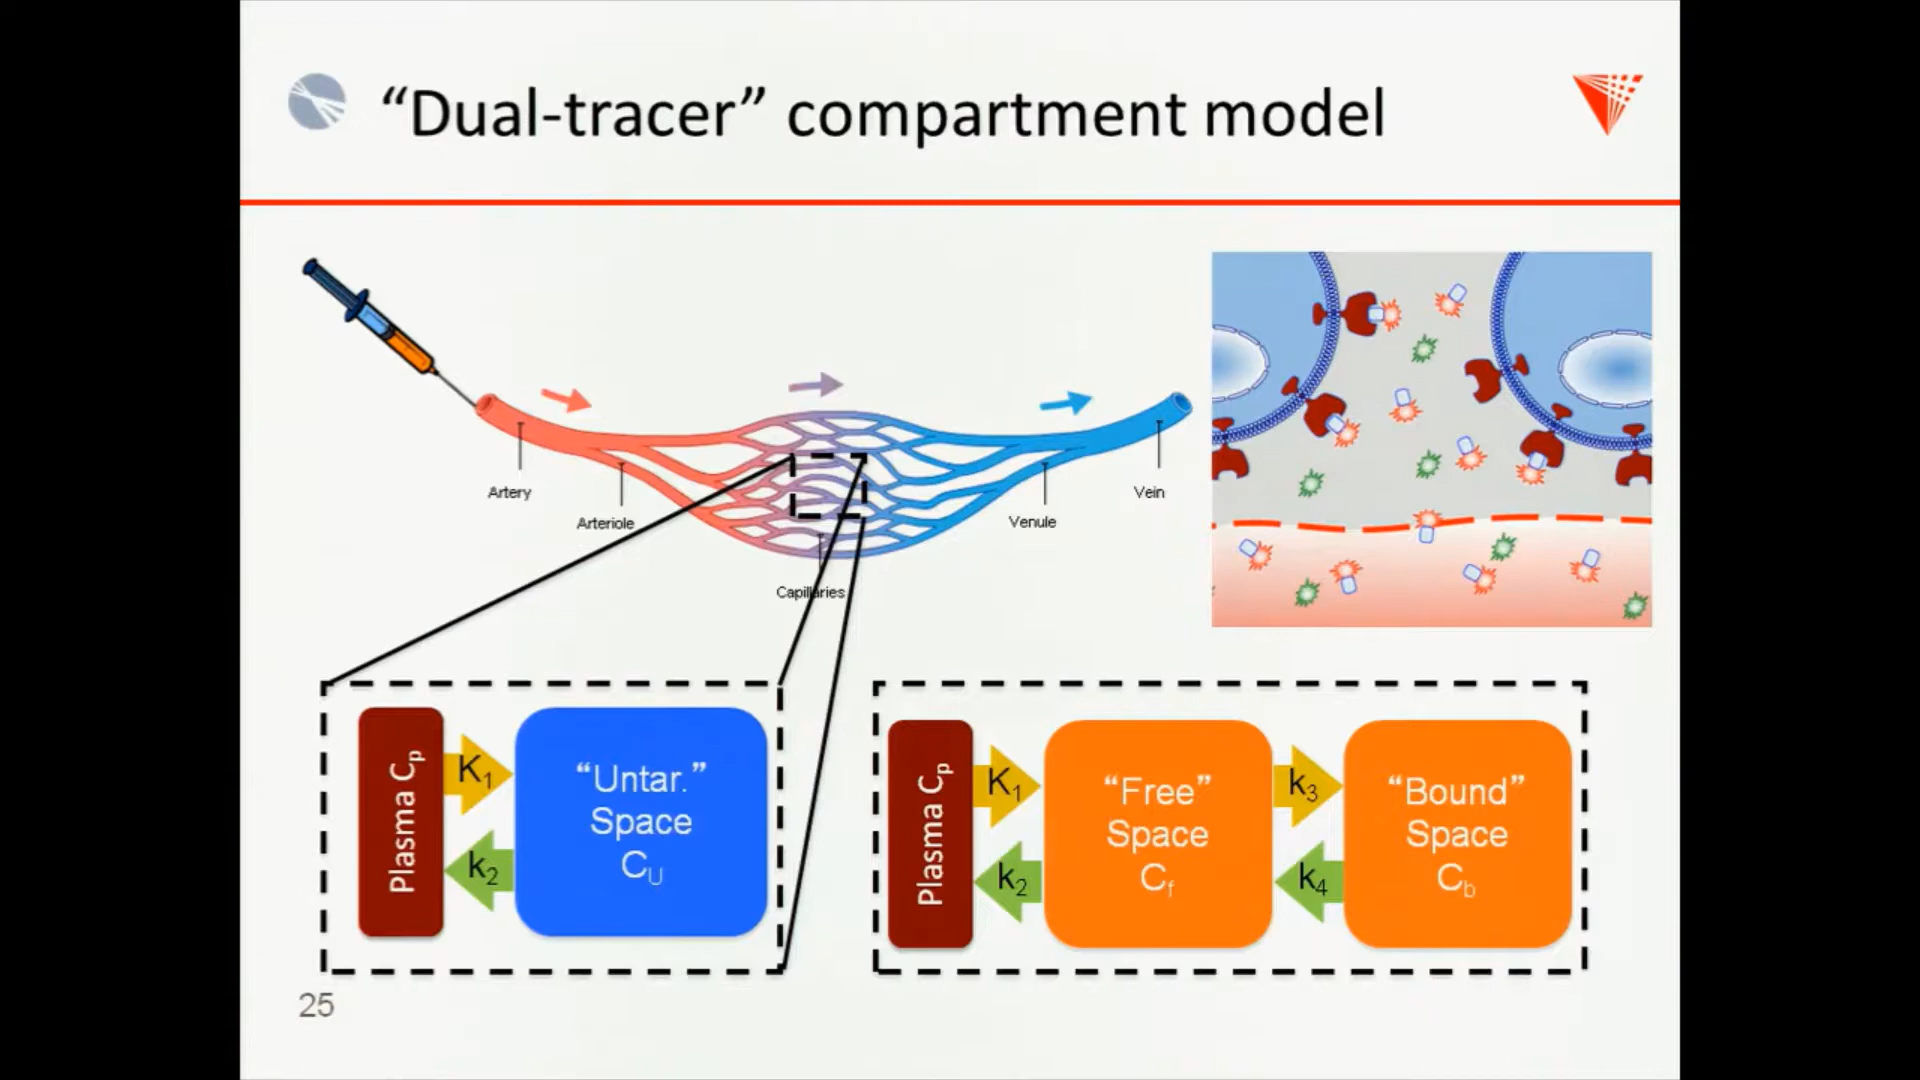 “Dual-tracer” compartment model
Artery
Arteriole
Capillaries
Venule
Vein
Plasma Cp
K1
k2
“Untar.”
Space
CU
Plasma Cp
K1
k2
“Free”
Space
Cf
k3
k4
“Bound”
Space
Cb
25